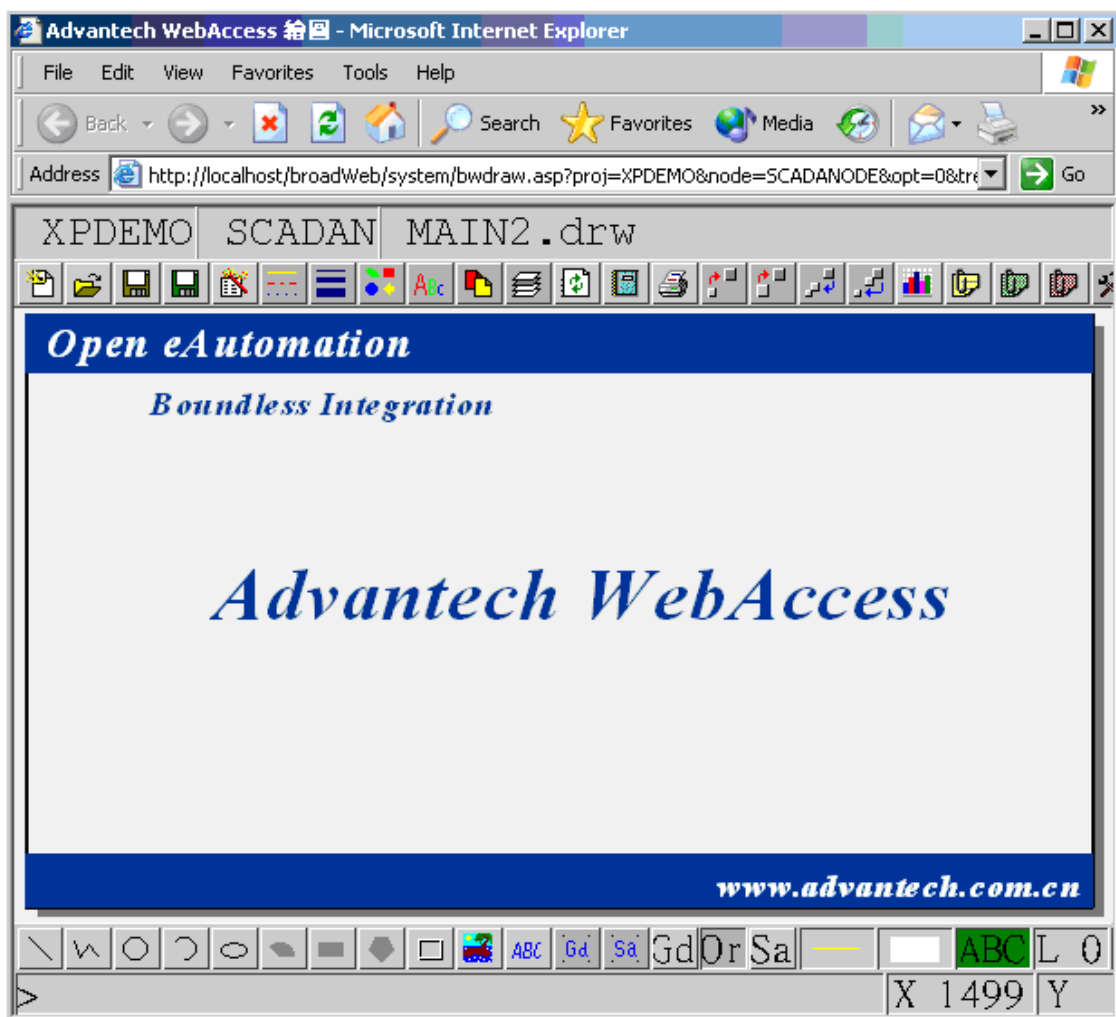 Advantech WebAccess 繪圖 - Microsoft Internet Explorer
File Edit View Favorites Tools Help
Back Search Favorites Media »
Address http://localhost/broadWeb/system/bwdraw.asp?proj=XPDEMO&node=SCADANODE&opt=0&tre Go
XPDEMO SCADAN MAIN2.drw
ABc
Open eAutomation
Boundless Integration
Advantech WebAccess
www.advantech.com.cn
ABC Gd Sa Gd Or Sa ABC L 0
> X 1499 Y